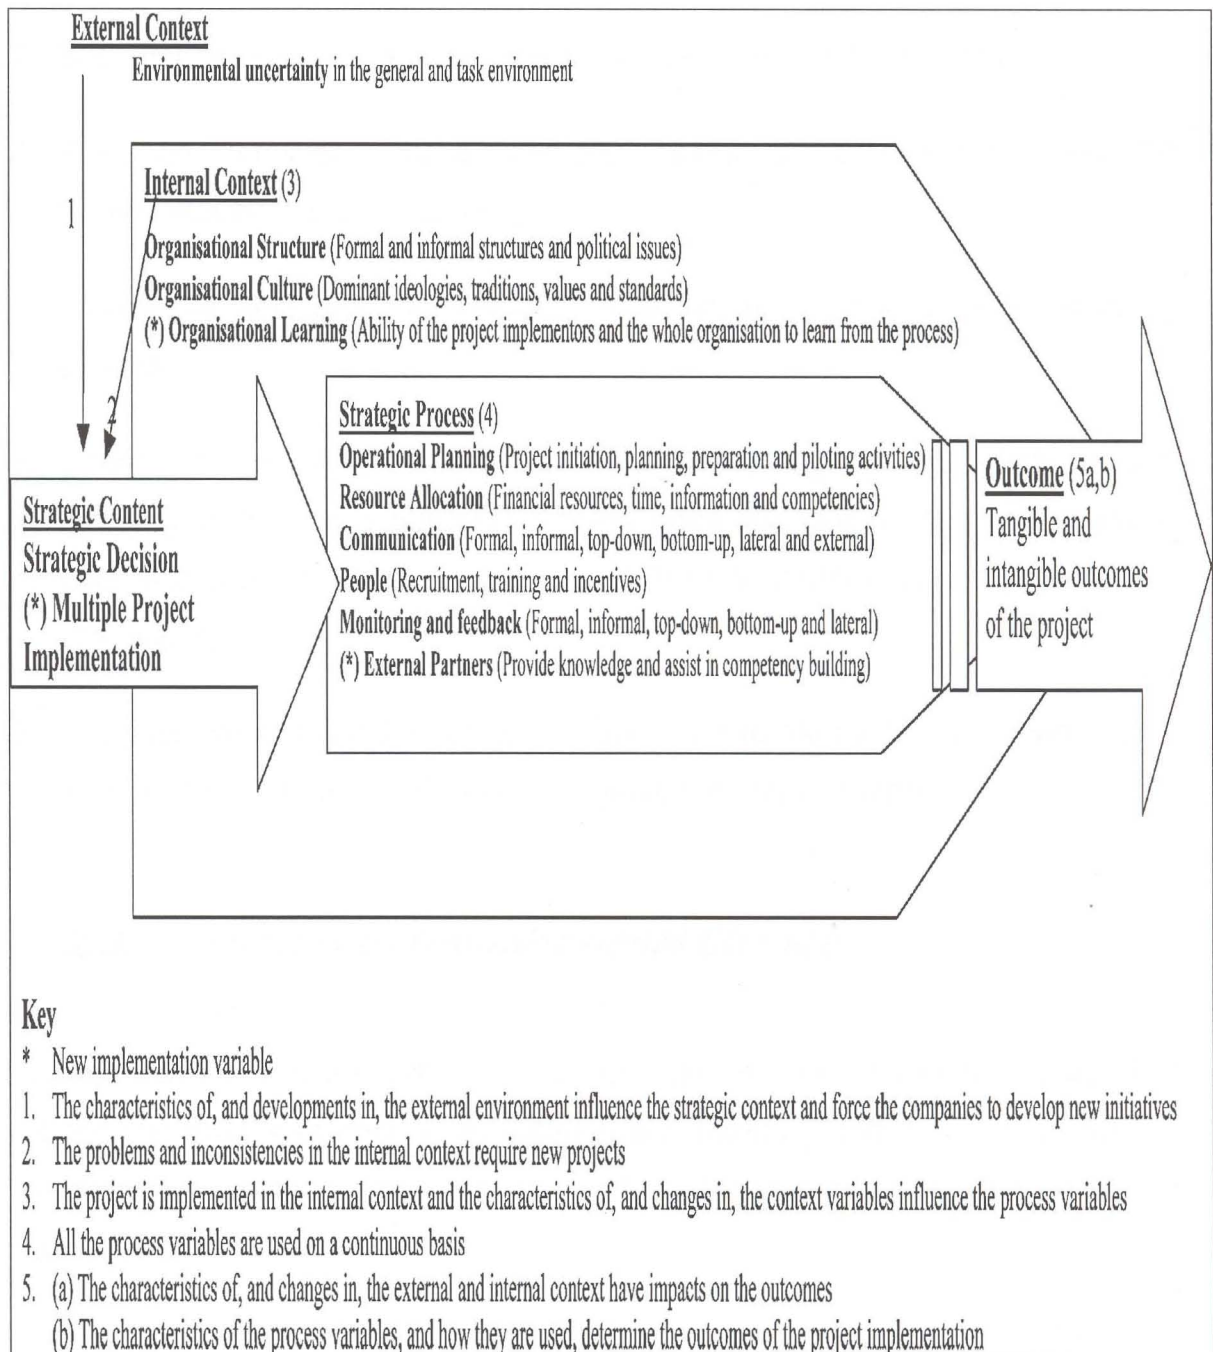 External Context
Environmental uncertainty in the general and task environment
1
Internal Context (3)
Organisational Structure (Formal and informal structures and political issues)
Organisational Culture (Dominant ideologies, traditions, values and standards)
(*) Organisational Learning (Ability of the project implementors and the whole organisation to learn from the process)
2
Strategic Process (4)
Operational Planning (Project initiation, planning, preparation and piloting activities)
Resource Allocation (Financial resources, time, information and competencies)
Communication (Formal, informal, top-down, bottom-up, lateral and external)
People (Recruitment, training and incentives)
Monitoring and feedback (Formal, informal, top-down, bottom-up and lateral)
(*) External Partners (Provide knowledge and assist in competency building)
Strategic Content
Strategic Decision
(*) Multiple Project
Implementation
Outcome (5a,b)
Tangible and
intangible outcomes
of the project
Key
* New implementation variable
1. The characteristics of, and developments in, the external environment influence the strategic context and force the companies to develop new initiatives
2. The problems and inconsistencies in the internal context require new projects
3. The project is implemented in the internal context and the characteristics of, and changes in, the context variables influence the process variables
4. All the process variables are used on a continuous basis
5. (a) The characteristics of, and changes in, the external and internal context have impacts on the outcomes
(b) The characteristics of the process variables, and how they are used, determine the outcomes of the project implementation